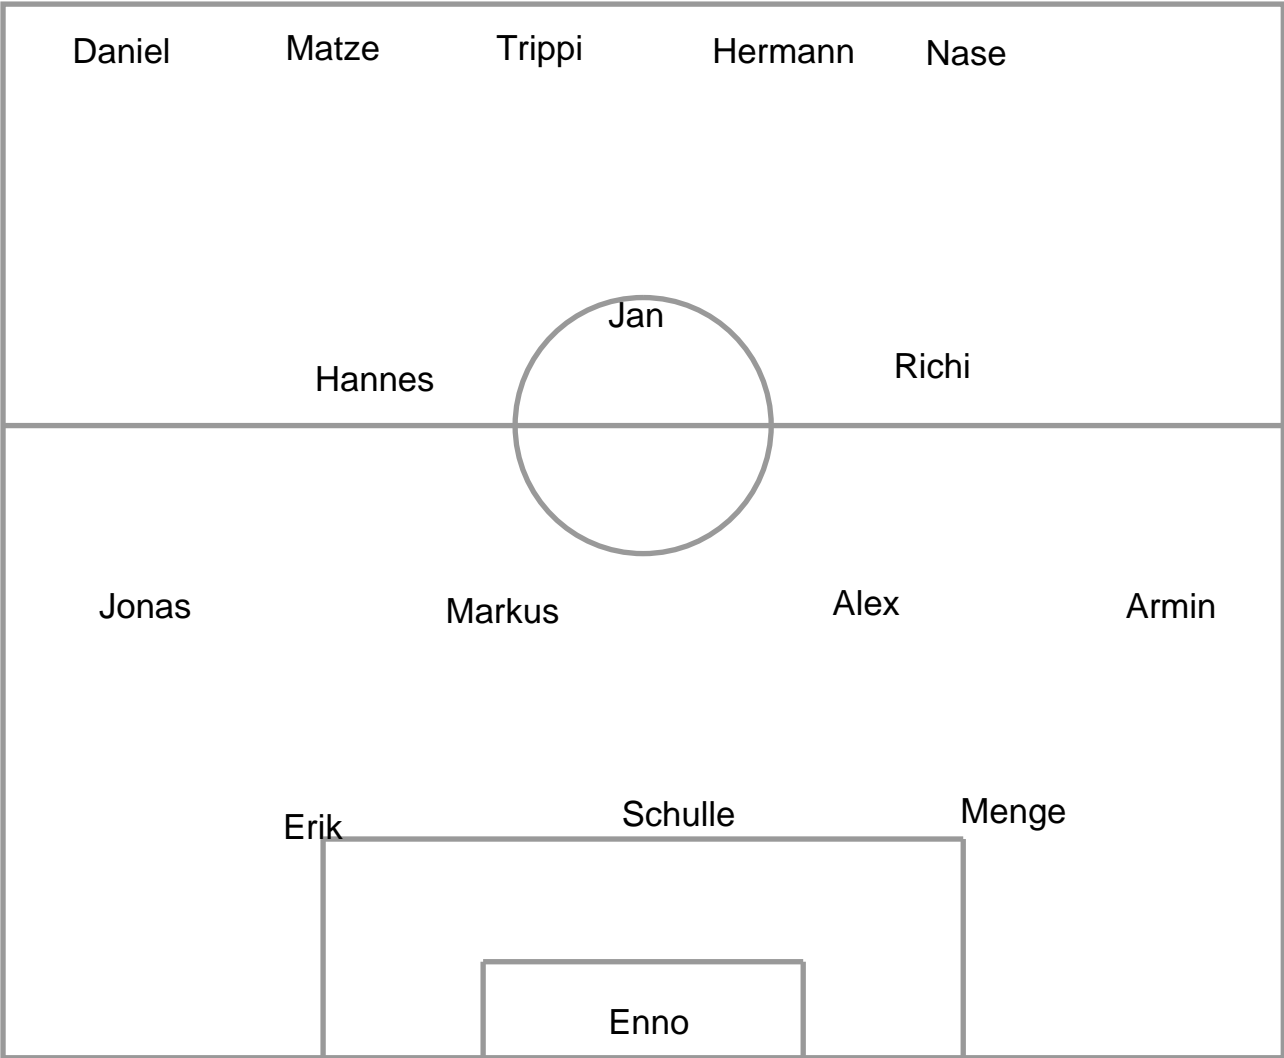 Daniel Matze Trippi Hermann Nase
Jan
Hannes Richi
Jonas Markus Alex Armin
Erik Schulle Menge
Enno